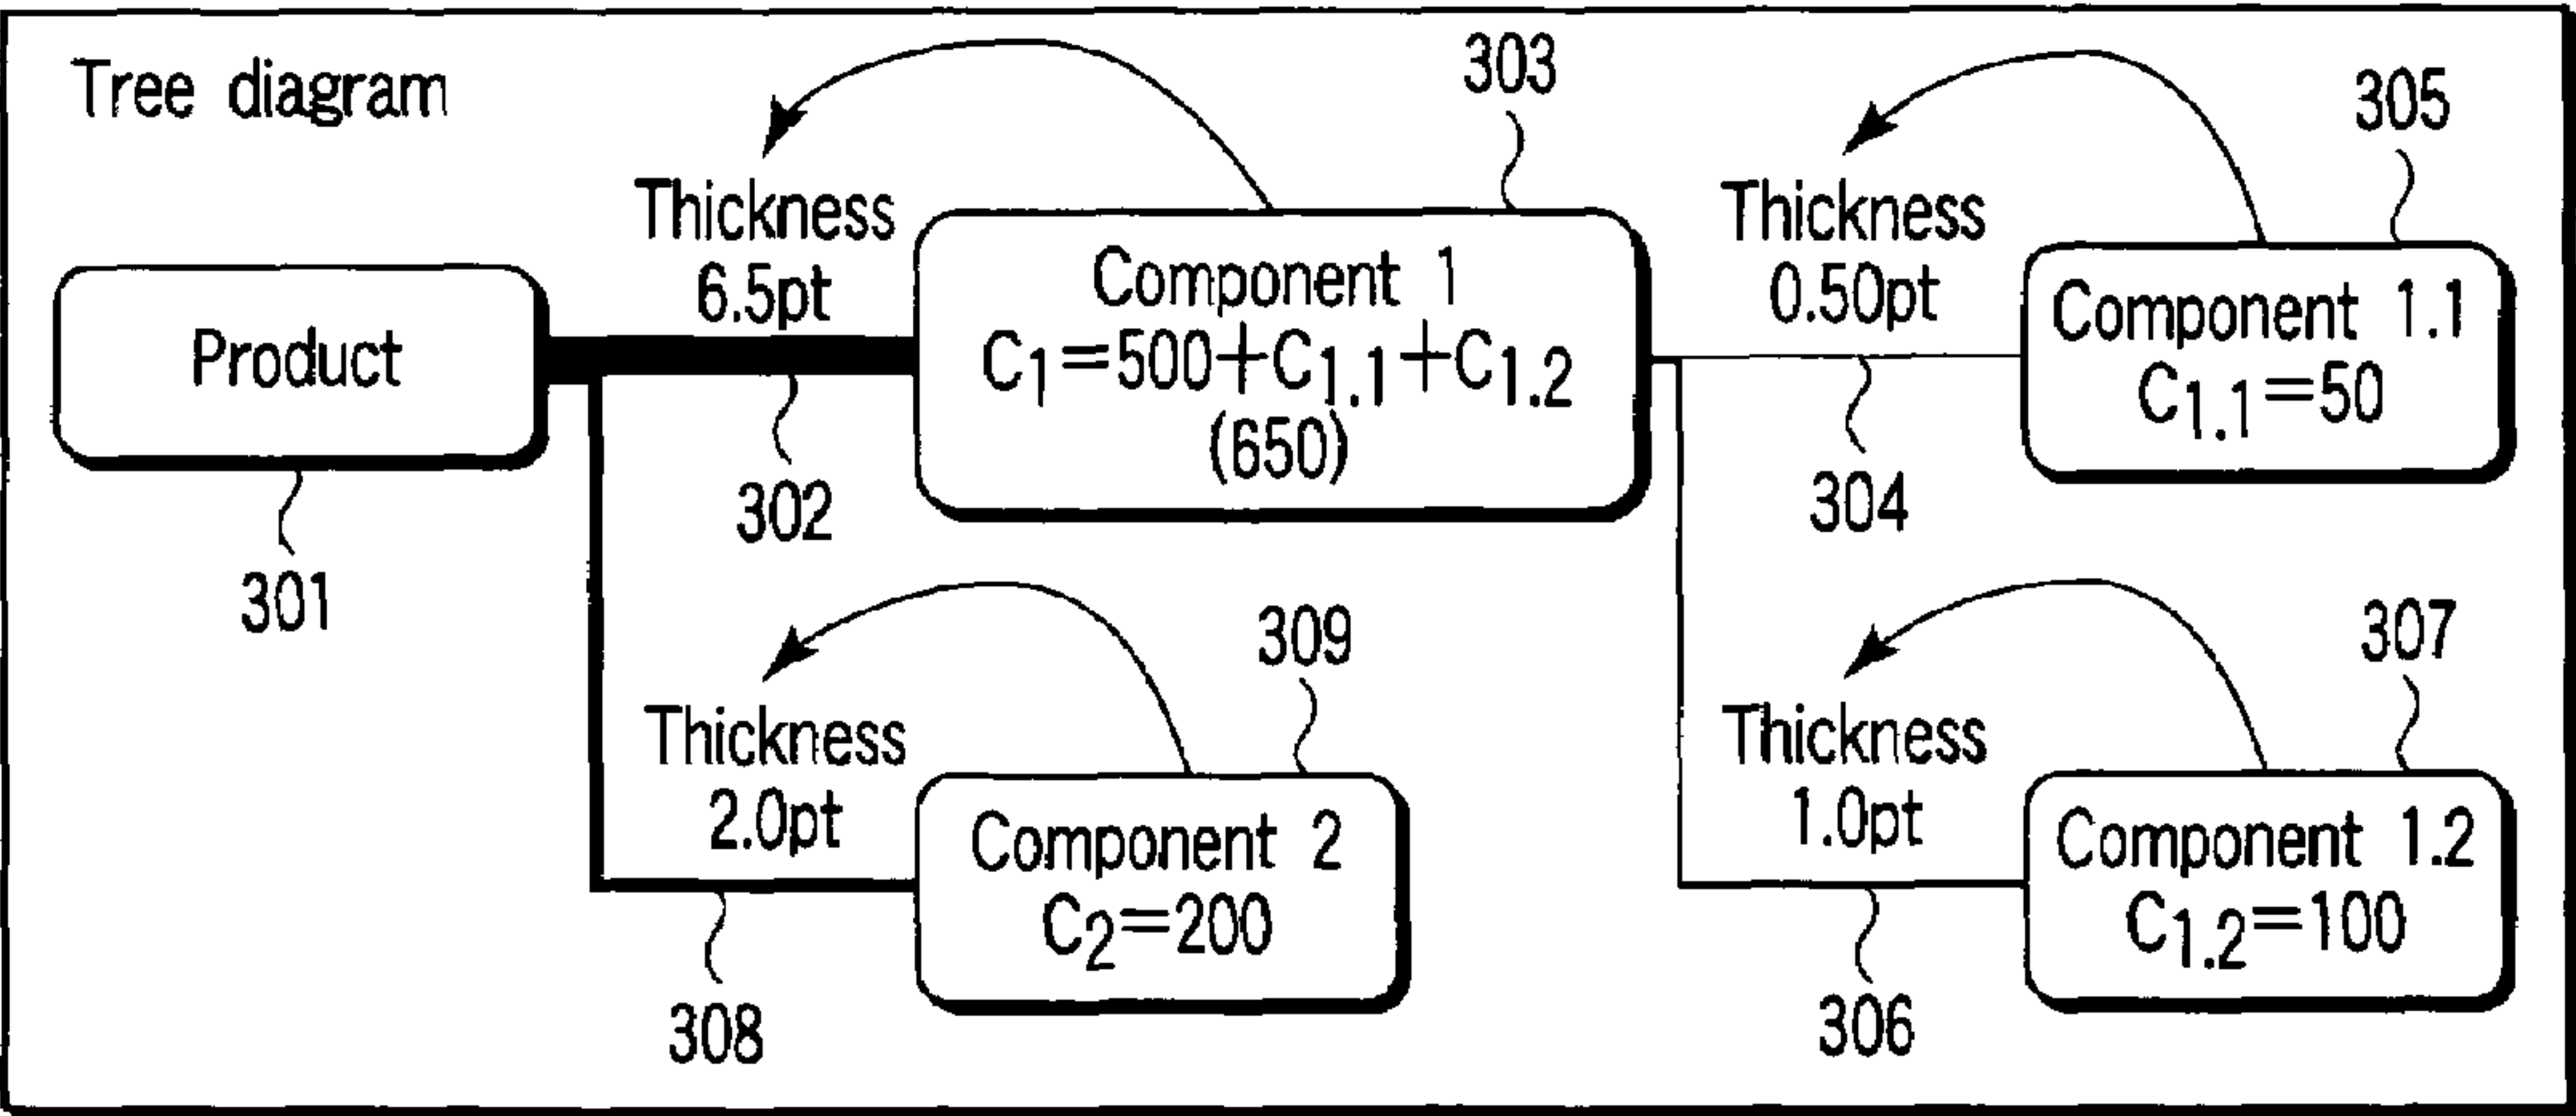 Tree diagram
303
305
Thickness
6.5pt
Thickness
0.50pt
Product
Component 1
C1=500+C1.1+C1.2
(650)
Component 1.1
C1.1=50
302
304
301
309
307
Thickness
2.0pt
Thickness
1.0pt
Component 2
C2=200
Component 1.2
C1.2=100
308
306